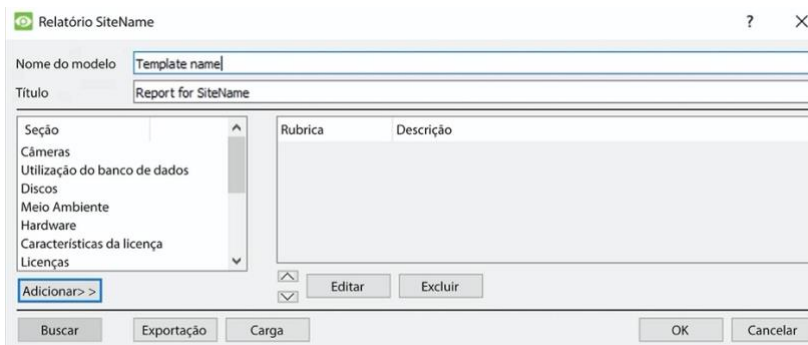 Relatório SiteName ? X
Nome do modelo Template name
Título Report for SiteName
Seção Rubrica Descrição
Câmeras
Utilização do banco de dados
Discos
Meio Ambiente
Hardware
Características da licença
Licenças
Adicionar> > Editar Excluir
Buscar Exportação Carga OK Cancelar